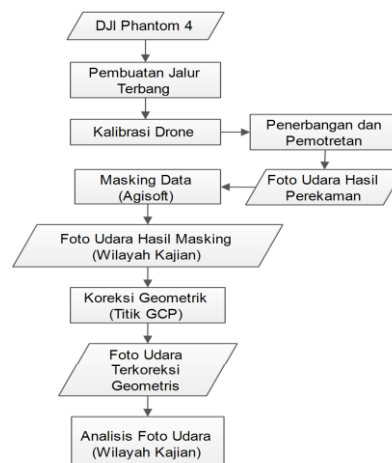 DJI Phantom 4
Pembuatan Jalur
Terbang
Kalibrasi Drone
Penerbangan dan
Pemotretan
Foto Udara Hasil
Perekaman
Masking Data
(Agisoft)
Foto Udara Hasil Masking
(Wilayah Kajian)
Koreksi Geometrik
(Titik GCP)
Foto Udara
Terkoreksi
Geometris
Analisis Foto Udara
(Wilayah Kajian)